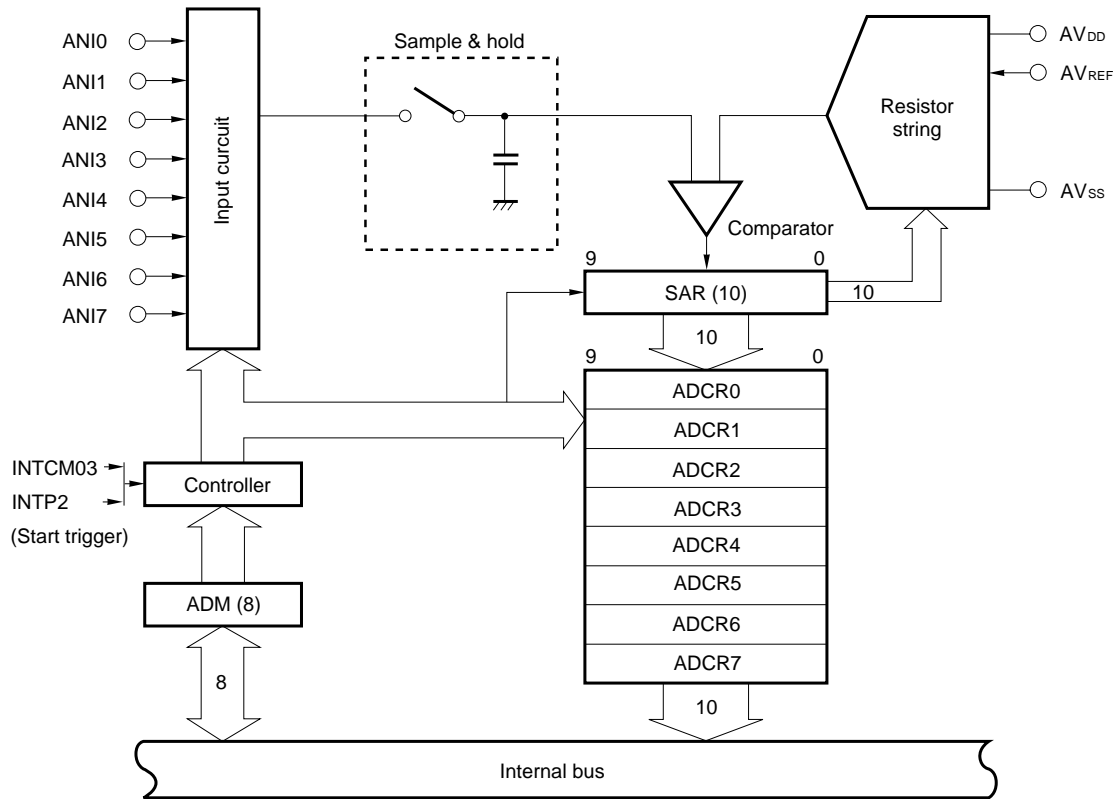 ANI0
ANI1
ANI2
ANI3
ANI4
ANI5
ANI6
ANI7
Input curcuit
Sample & hold
Resistor
string
AVDD
AVREF
AVSS
Comparator
9
0
SAR (10)
10
10
9
0
ADCR0
ADCR1
ADCR2
ADCR3
ADCR4
ADCR5
ADCR6
ADCR7
INTCM03
INTP2
(Start trigger)
Controller
ADM (8)
8
10
Internal bus